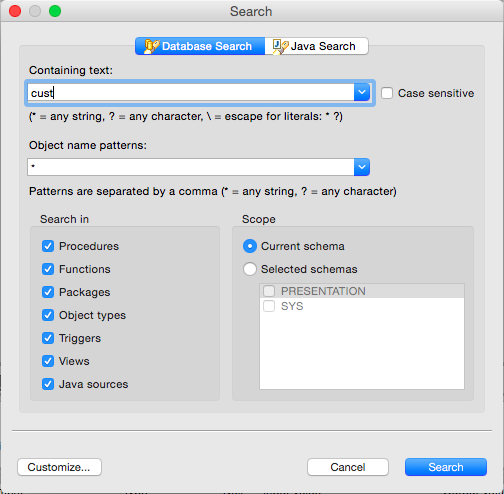 Search
Database Search Java Search
Containing text:
cust Case sensitive
(* = any string, ? = any character, \ = escape for literals: * ?)
Object name patterns:
*
Patterns are separated by a comma (* = any string, ? = any character)
Search in
Procedures
Functions
Packages
Object types
Triggers
Views
Java sources
Scope
Current schema
Selected schemas
PRESENTATION
SYS
Customize... Cancel Search